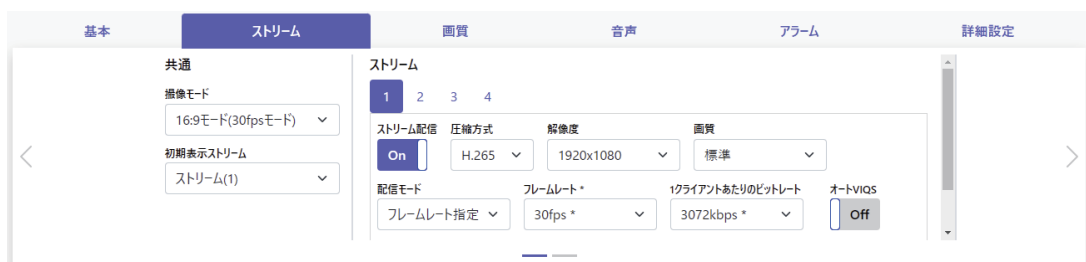 基本 ストリーム 画質 音声 アラーム 詳細設定
共通
撮像モード
16:9モード(30fpsモード)
初期表示ストリーム
ストリーム(1)
ストリーム
1 2 3 4
ストリーム配信 圧縮方式 解像度 画質
On H.265 1920x1080 標準
配信モード フレームレート * 1クライアントあたりのビットレート オートVIQS
フレームレート指定 30fps * 3072kbps * Off